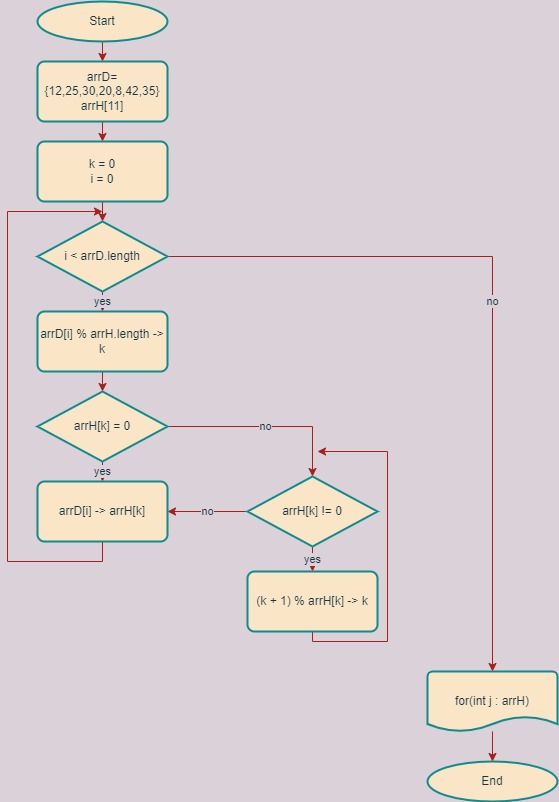 Start
arrD=
{12,25,30,20,8,42,35}
arrH[11]
k = 0
i = 0
i < arrD.length
yes
no
arrD[i] % arrH.length ->
k
arrH[k] = 0
no
yes
arrD[i] -> arrH[k]
no
arrH[k] != 0
yes
(k + 1) % arrH[k] -> k
for(int j : arrH)
End